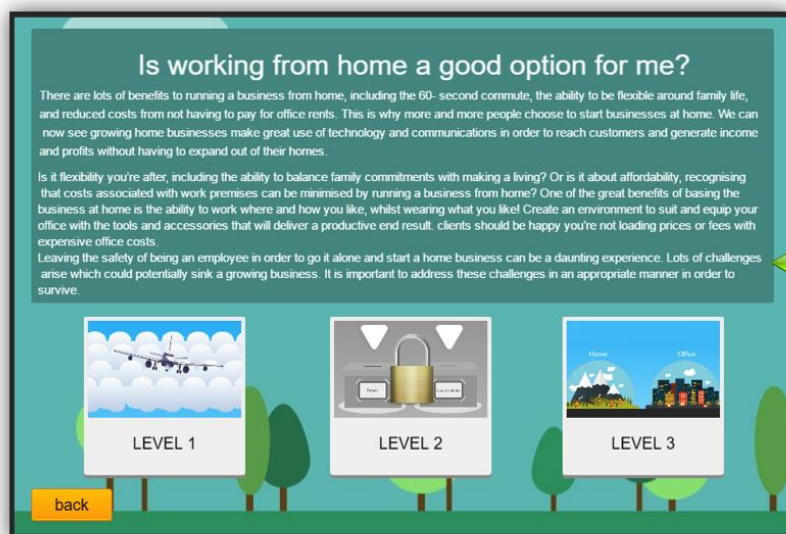 Is working from home a good option for me?
There are lots of benefits to running a business from home, including the 60- second commute, the ability to be flexible around family life,
and reduced costs from not having to pay for office rents. This is why more and more people choose to start businesses at home. We can
now see growing home businesses make great use of technology and communications in order to reach customers and generate income
and profits without having to expand out of their homes.
Is it flexibility you're after, including the ability to balance family commitments with making a living? Or is it about affordability, recognising
that costs associated with work premises can be minimised by running a business from home? One of the great benefits of basing the
business at home is the ability to work where and how you like, whilst wearing what you like! Create an environment to suit and equip your
office with the tools and accessories that will deliver a productive end result. clients should be happy you're not loading prices or fees with
expensive office costs.
Leaving the safety of being an employee in order to go it alone and start a home business can be a daunting experience. Lots of challenges
arise which could potentially sink a growing business. It is important to address these challenges in an appropriate manner in order to
survive.
Home Office
LEVEL 1 LEVEL 2 LEVEL 3
back